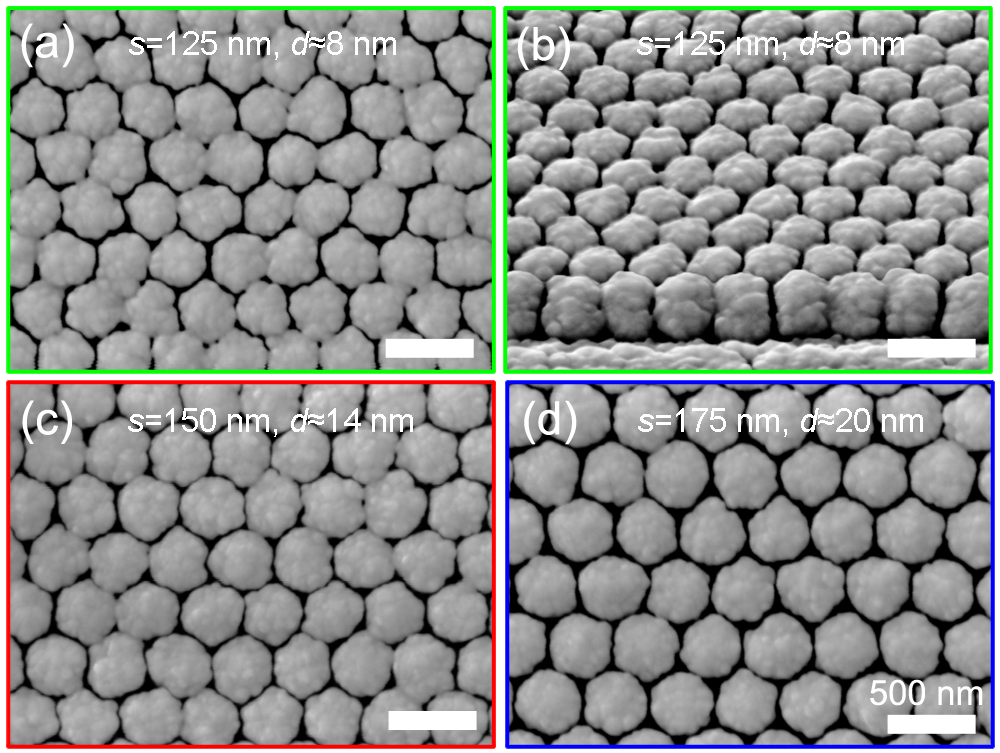 (a) s=125 nm, d≈8 nm
(b) s=125 nm, d≈8 nm
(c) s=150 nm, d≈14 nm
(d) s=175 nm, d≈20 nm
500 nm